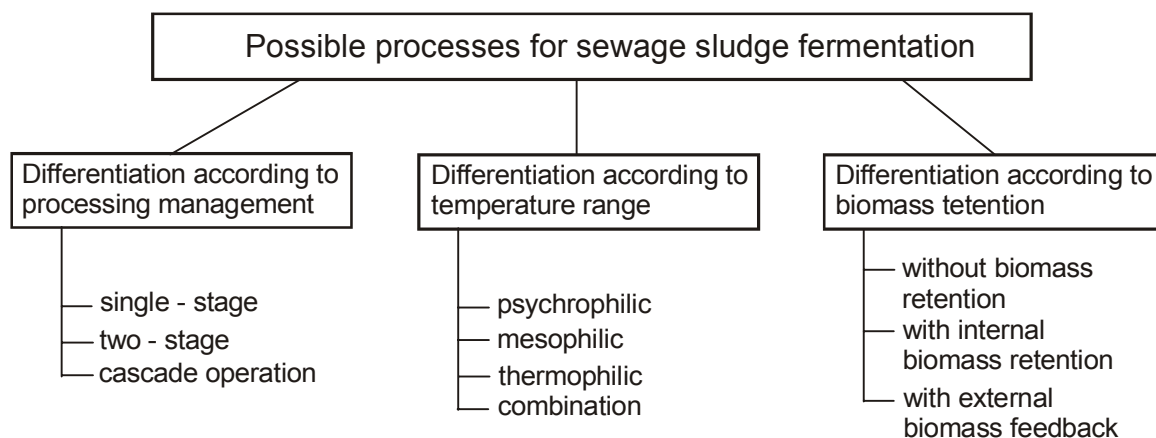 Possible processes for sewage sludge fermentation
Differentiation according to
processing management
single - stage
two - stage
cascade operation
Differentiation according to
temperature range
psychrophilic
mesophilic
thermophilic
combination
Differentiation according to
biomass tetention
without biomass
retention
with internal
biomass retention
with external
biomass feedback